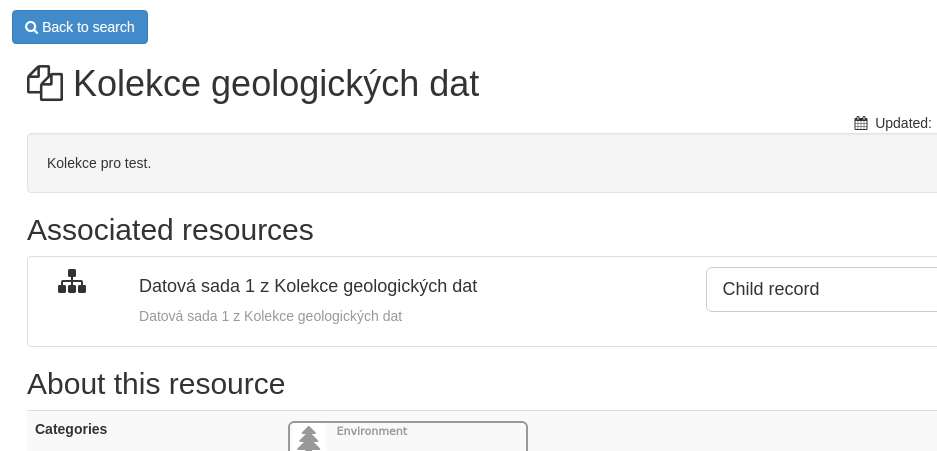 Back to search
Kolekce geologických dat
Updated:
Kolekce pro test.
Associated resources
Datová sada 1 z Kolekce geologických dat
Child record
Datová sada 1 z Kolekce geologických dat
About this resource
Categories
Environment